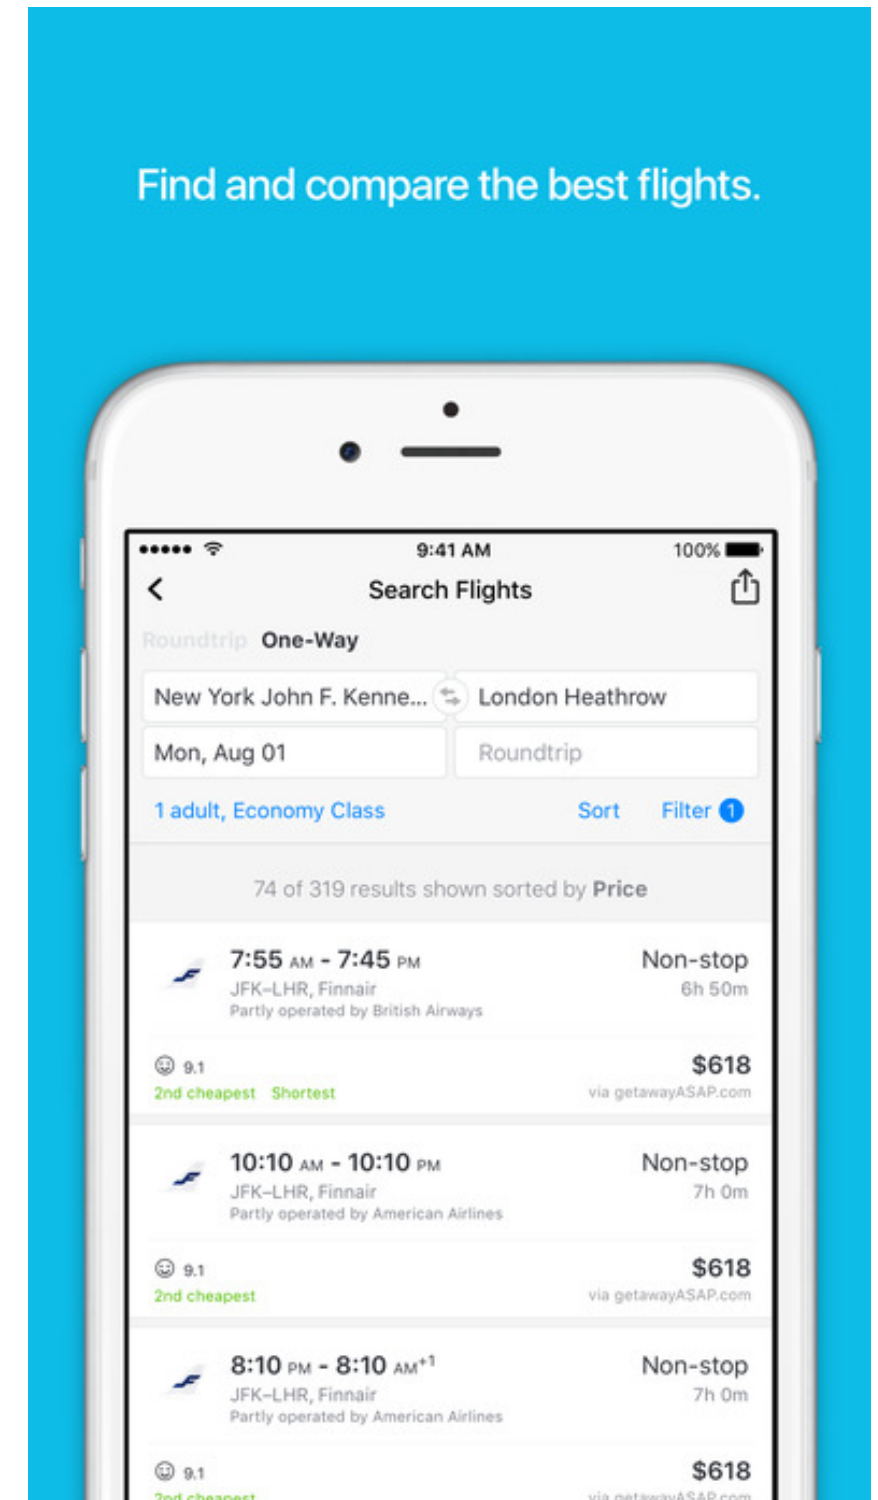 Find and compare the best flights.
9:41 AM
100%
Search Flights
Roundtrip One-Way
New York John F. Kenne... London Heathrow
Mon, Aug 01 Roundtrip
1 adult, Economy Class Sort Filter 1
74 of 319 results shown sorted by Price
7:55 AM - 7:45 PM Non-stop
JFK–LHR, Finnair 6h 50m
Partly operated by British Airways
9.1 $618
2nd cheapest Shortest via getawayASAP.com
10:10 AM - 10:10 PM Non-stop
JFK–LHR, Finnair 7h 0m
Partly operated by American Airlines
9.1 $618
2nd cheapest via getawayASAP.com
8:10 PM - 8:10 AM+1 Non-stop
JFK–LHR, Finnair 7h 0m
Partly operated by American Airlines
9.1 $618
2nd cheapest via getawayASAP.com